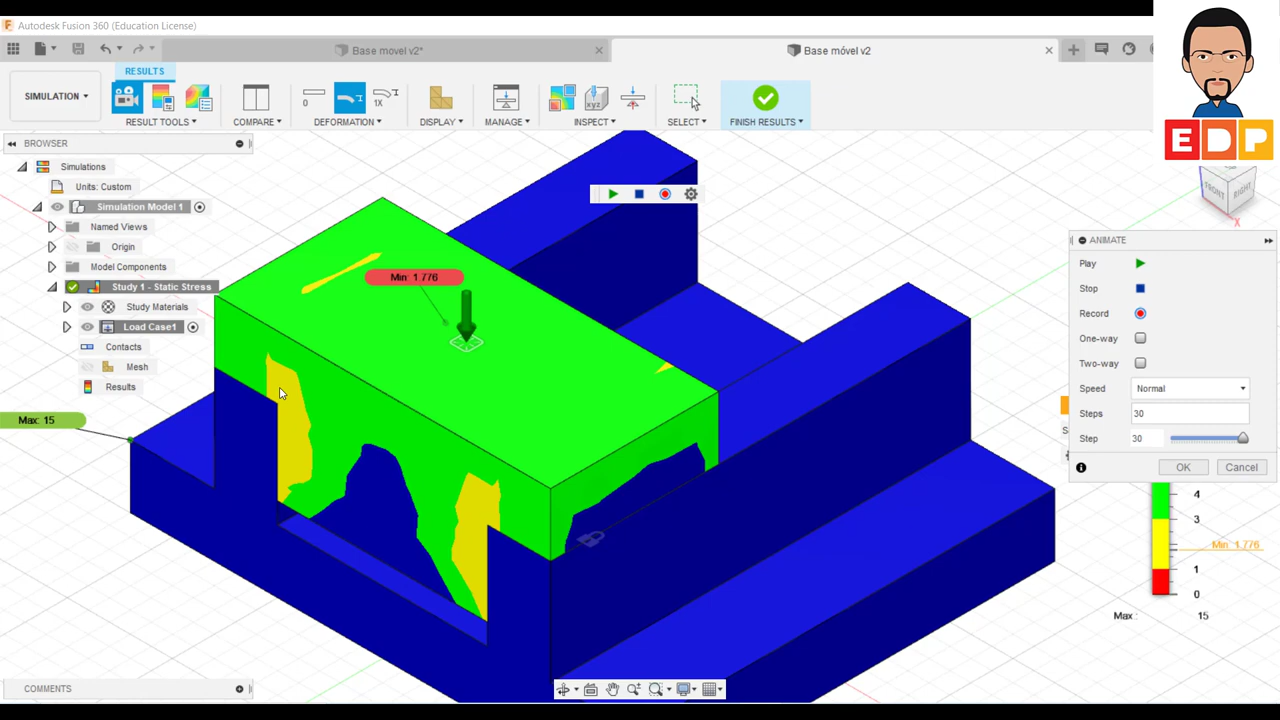 Autodesk Fusion 360 (Education License)
Base movel v2*
Base móvel v2
RESULTS
SIMULATION
RESULT TOOLS
COMPARE
DEFORMATION
DISPLAY
MANAGE
INSPECT
SELECT
FINISH RESULTS
0
1X
xyz
EDP
BROWSER
Simulations
Units: Custom
Simulation Model 1
Named Views
Origin
Model Components
Study 1 - Static Stress
Study Materials
Load Case1
Contacts
Mesh
Results
Min: 1.776
Max: 15
FRONT
RIGHT
X
ANIMATE
Play
Stop
Record
One-way
Two-way
Speed
Normal
Steps
30
Step
30
OK
Cancel
4
3
Min: 1.776
1
0
Max :
15
COMMENTS